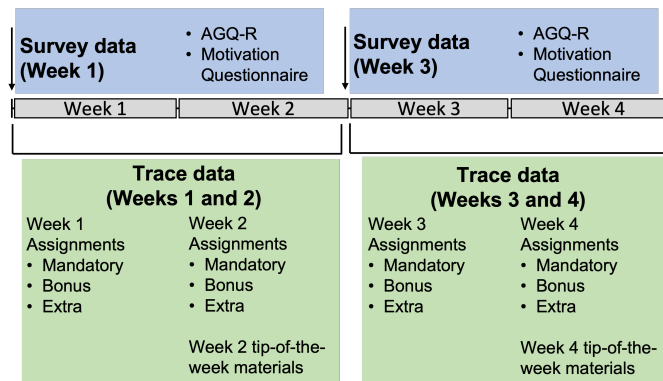 Survey data
(Week 1)
• AGQ-R
• Motivation
Questionnaire
Survey data
(Week 3)
• AGQ-R
• Motivation
Questionnaire
Week 1
Week 2
Week 3
Week 4
Trace data
(Weeks 1 and 2)
Week 1
Assignments
• Mandatory
• Bonus
• Extra
Week 2
Assignments
• Mandatory
• Bonus
• Extra
Week 2 tip-of-the-
week materials
Trace data
(Weeks 3 and 4)
Week 3
Assignments
• Mandatory
• Bonus
• Extra
Week 4
Assignments
• Mandatory
• Bonus
• Extra
Week 4 tip-of-the-
week materials